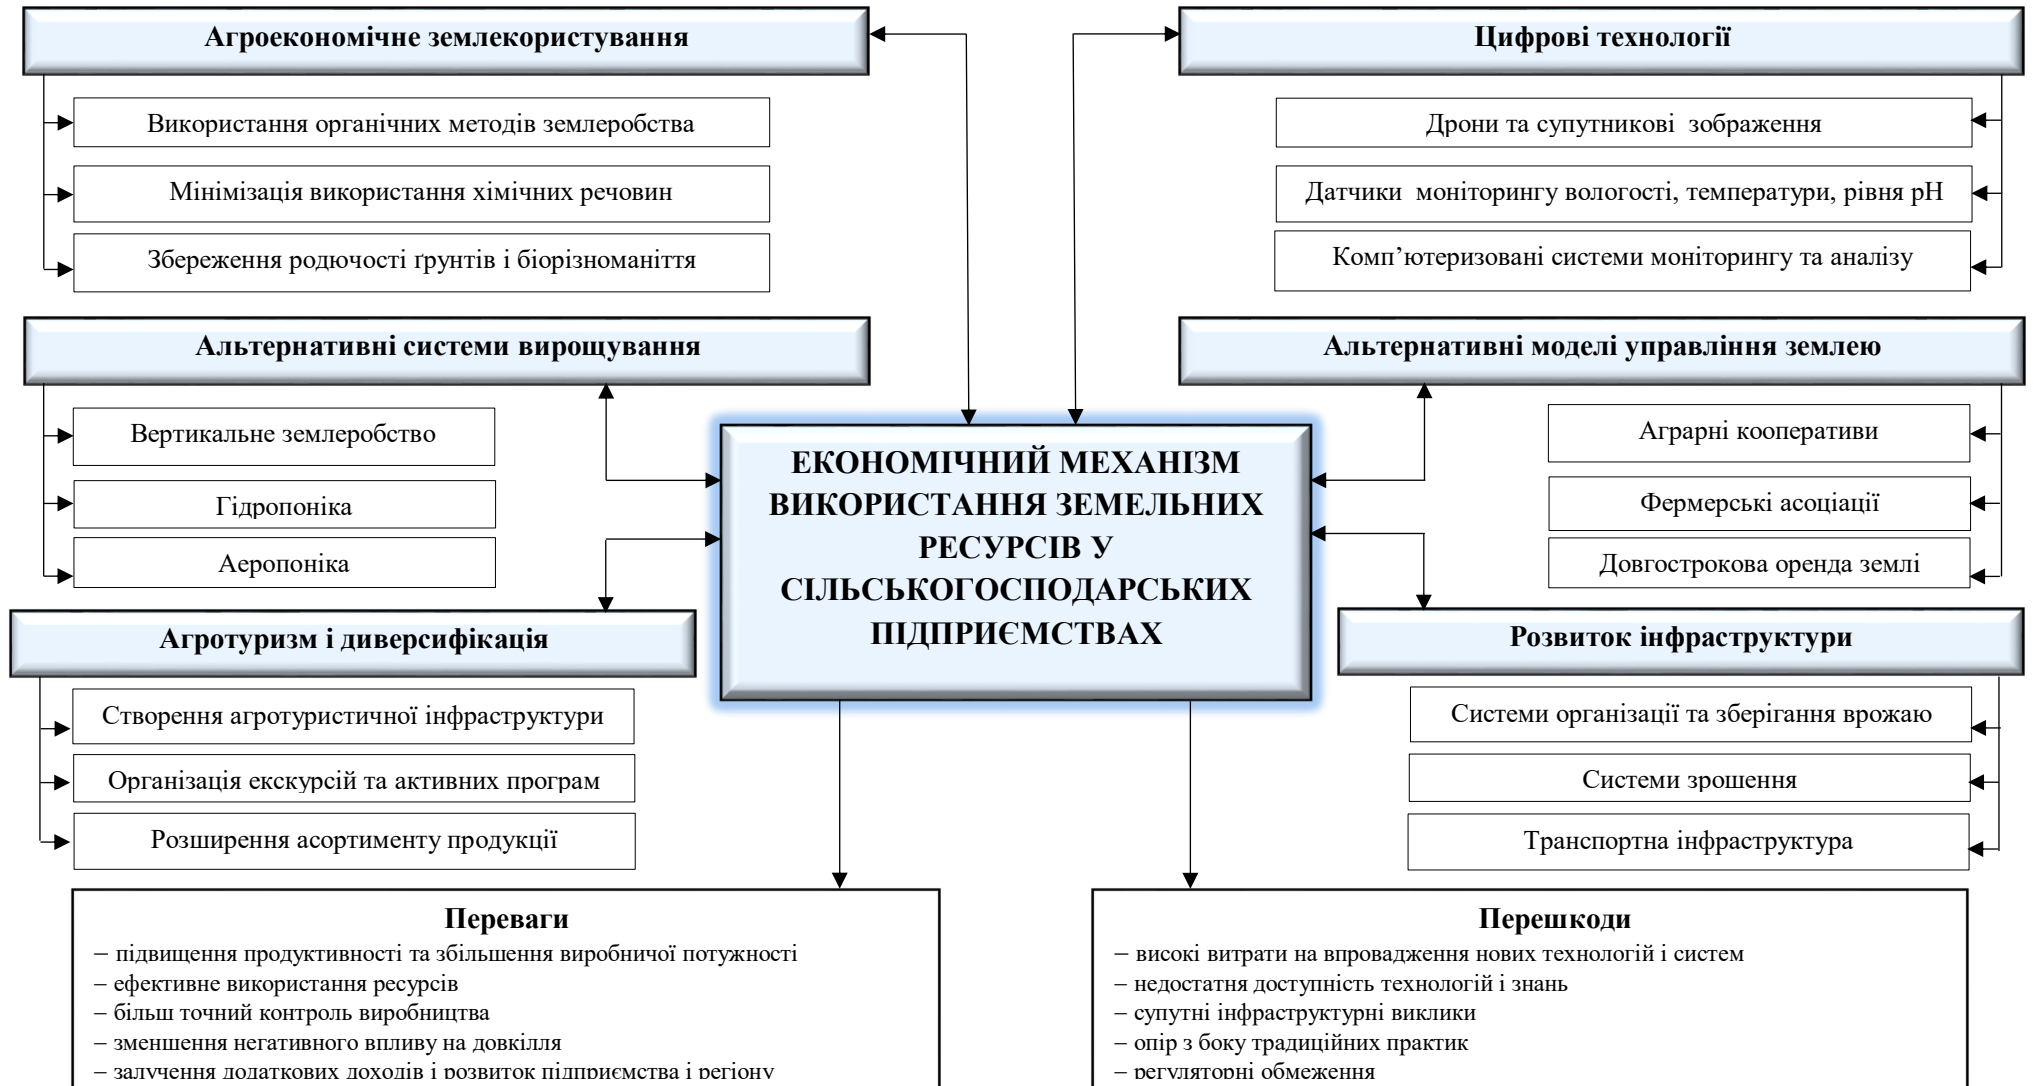 Агроекономічне землекористування
Використання органічних методів землеробства
Мінімізація використання хімічних речовин
Збереження родючості ґрунтів і біорізноманіття
Цифрові технології
Дрони та супутникові зображення
Датчики моніторингу вологості, температури, рівня рН
Комп’ютеризовані системи моніторингу та аналізу
Альтернативні системи вирощування
Вертикальне землеробство
Гідропоніка
Аеропоніка
Альтернативні моделі управління землею
Аграрні кооперативи
Фермерські асоціації
Довгострокова оренда землі
ЕКОНОМІЧНИЙ МЕХАНІЗМ
ВИКОРИСТАННЯ ЗЕМЕЛЬНИХ
РЕСУРСІВ У
СІЛЬСЬКОГОСПОДАРСЬКИХ
ПІДПРИЄМСТВАХ
Агротуризм і диверсифікація
Створення агротуристичної інфраструктури
Організація екскурсій та активних програм
Розширення асортименту продукції
Розвиток інфраструктури
Системи організації та зберігання врожаю
Системи зрошення
Транспортна інфраструктура
Переваги
– підвищення продуктивності та збільшення виробничої потужності
– ефективне використання ресурсів
– більш точний контроль виробництва
– зменшення негативного впливу на довкілля
– залучення додаткових доходів і розвиток підприємства і регіону
Перешкоди
– високі витрати на впровадження нових технологій і систем
– недостатня доступність технологій і знань
– супутні інфраструктурні виклики
– опір з боку традиційних практик
– регуляторні обмеження